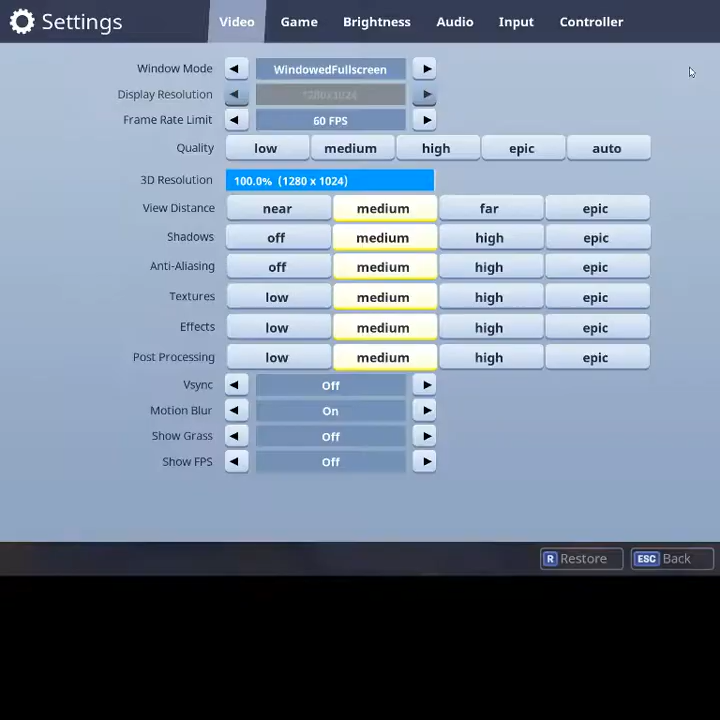 Settings Video Game Brightness Audio Input Controller
Window Mode WindowedFullscreen
Display Resolution 1280x1024
Frame Rate Limit 60 FPS
Quality low medium high epic auto
3D Resolution 100.0% (1280 x 1024)
View Distance near medium far epic
Shadows off medium high epic
Anti-Aliasing off medium high epic
Textures low medium high epic
Effects low medium high epic
Post Processing low medium high epic
Vsync Off
Motion Blur On
Show Grass Off
Show FPS Off
R Restore ESC Back